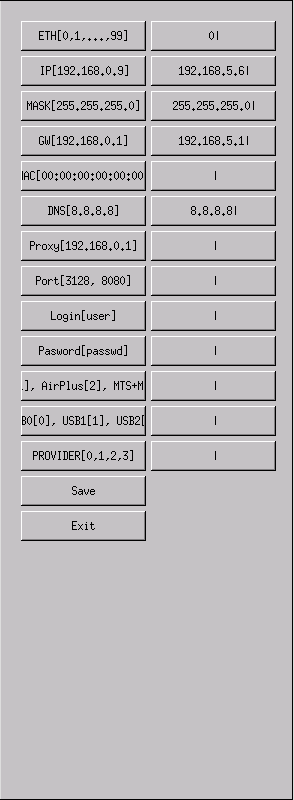 ETH[0,1,...,99] 0|
IP[192.168.0.9] 192.168.5.6|
MASK[255.255.255.0] 255.255.255.0|
GW[192.168.0.1] 192.168.5.1|
AC[00:00:00:00:00:00 |
DNS[8.8.8.8] 8.8.8.8|
Proxy[192.168.0.1] |
Port[3128, 8080] |
Login[user] |
Pasword[passwd] |
.], AirPlus[2], MTS+M |
B0[0], USB1[1], USB2[ |
PROVIDER[0,1,2,3] |
Save
Exit